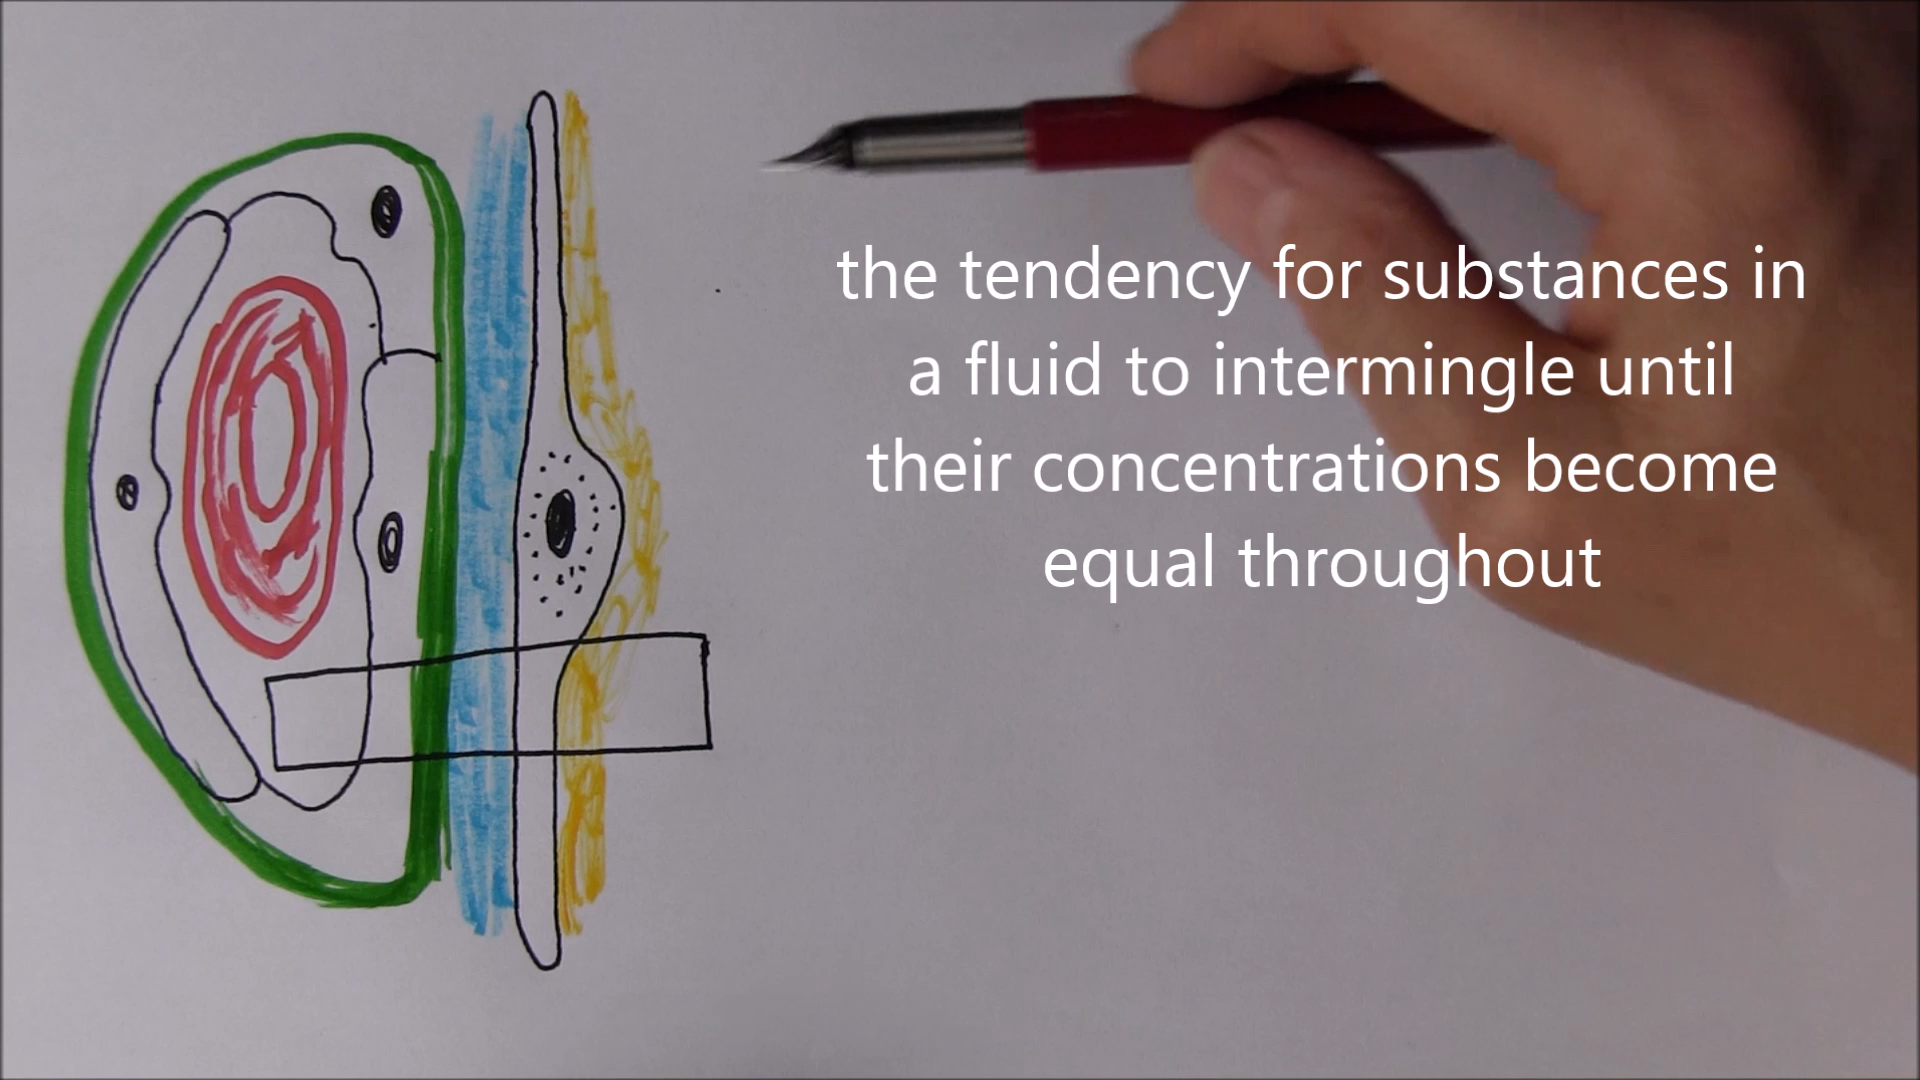 the tendency for substances in
a fluid to intermingle until
their concentrations become
equal throughout